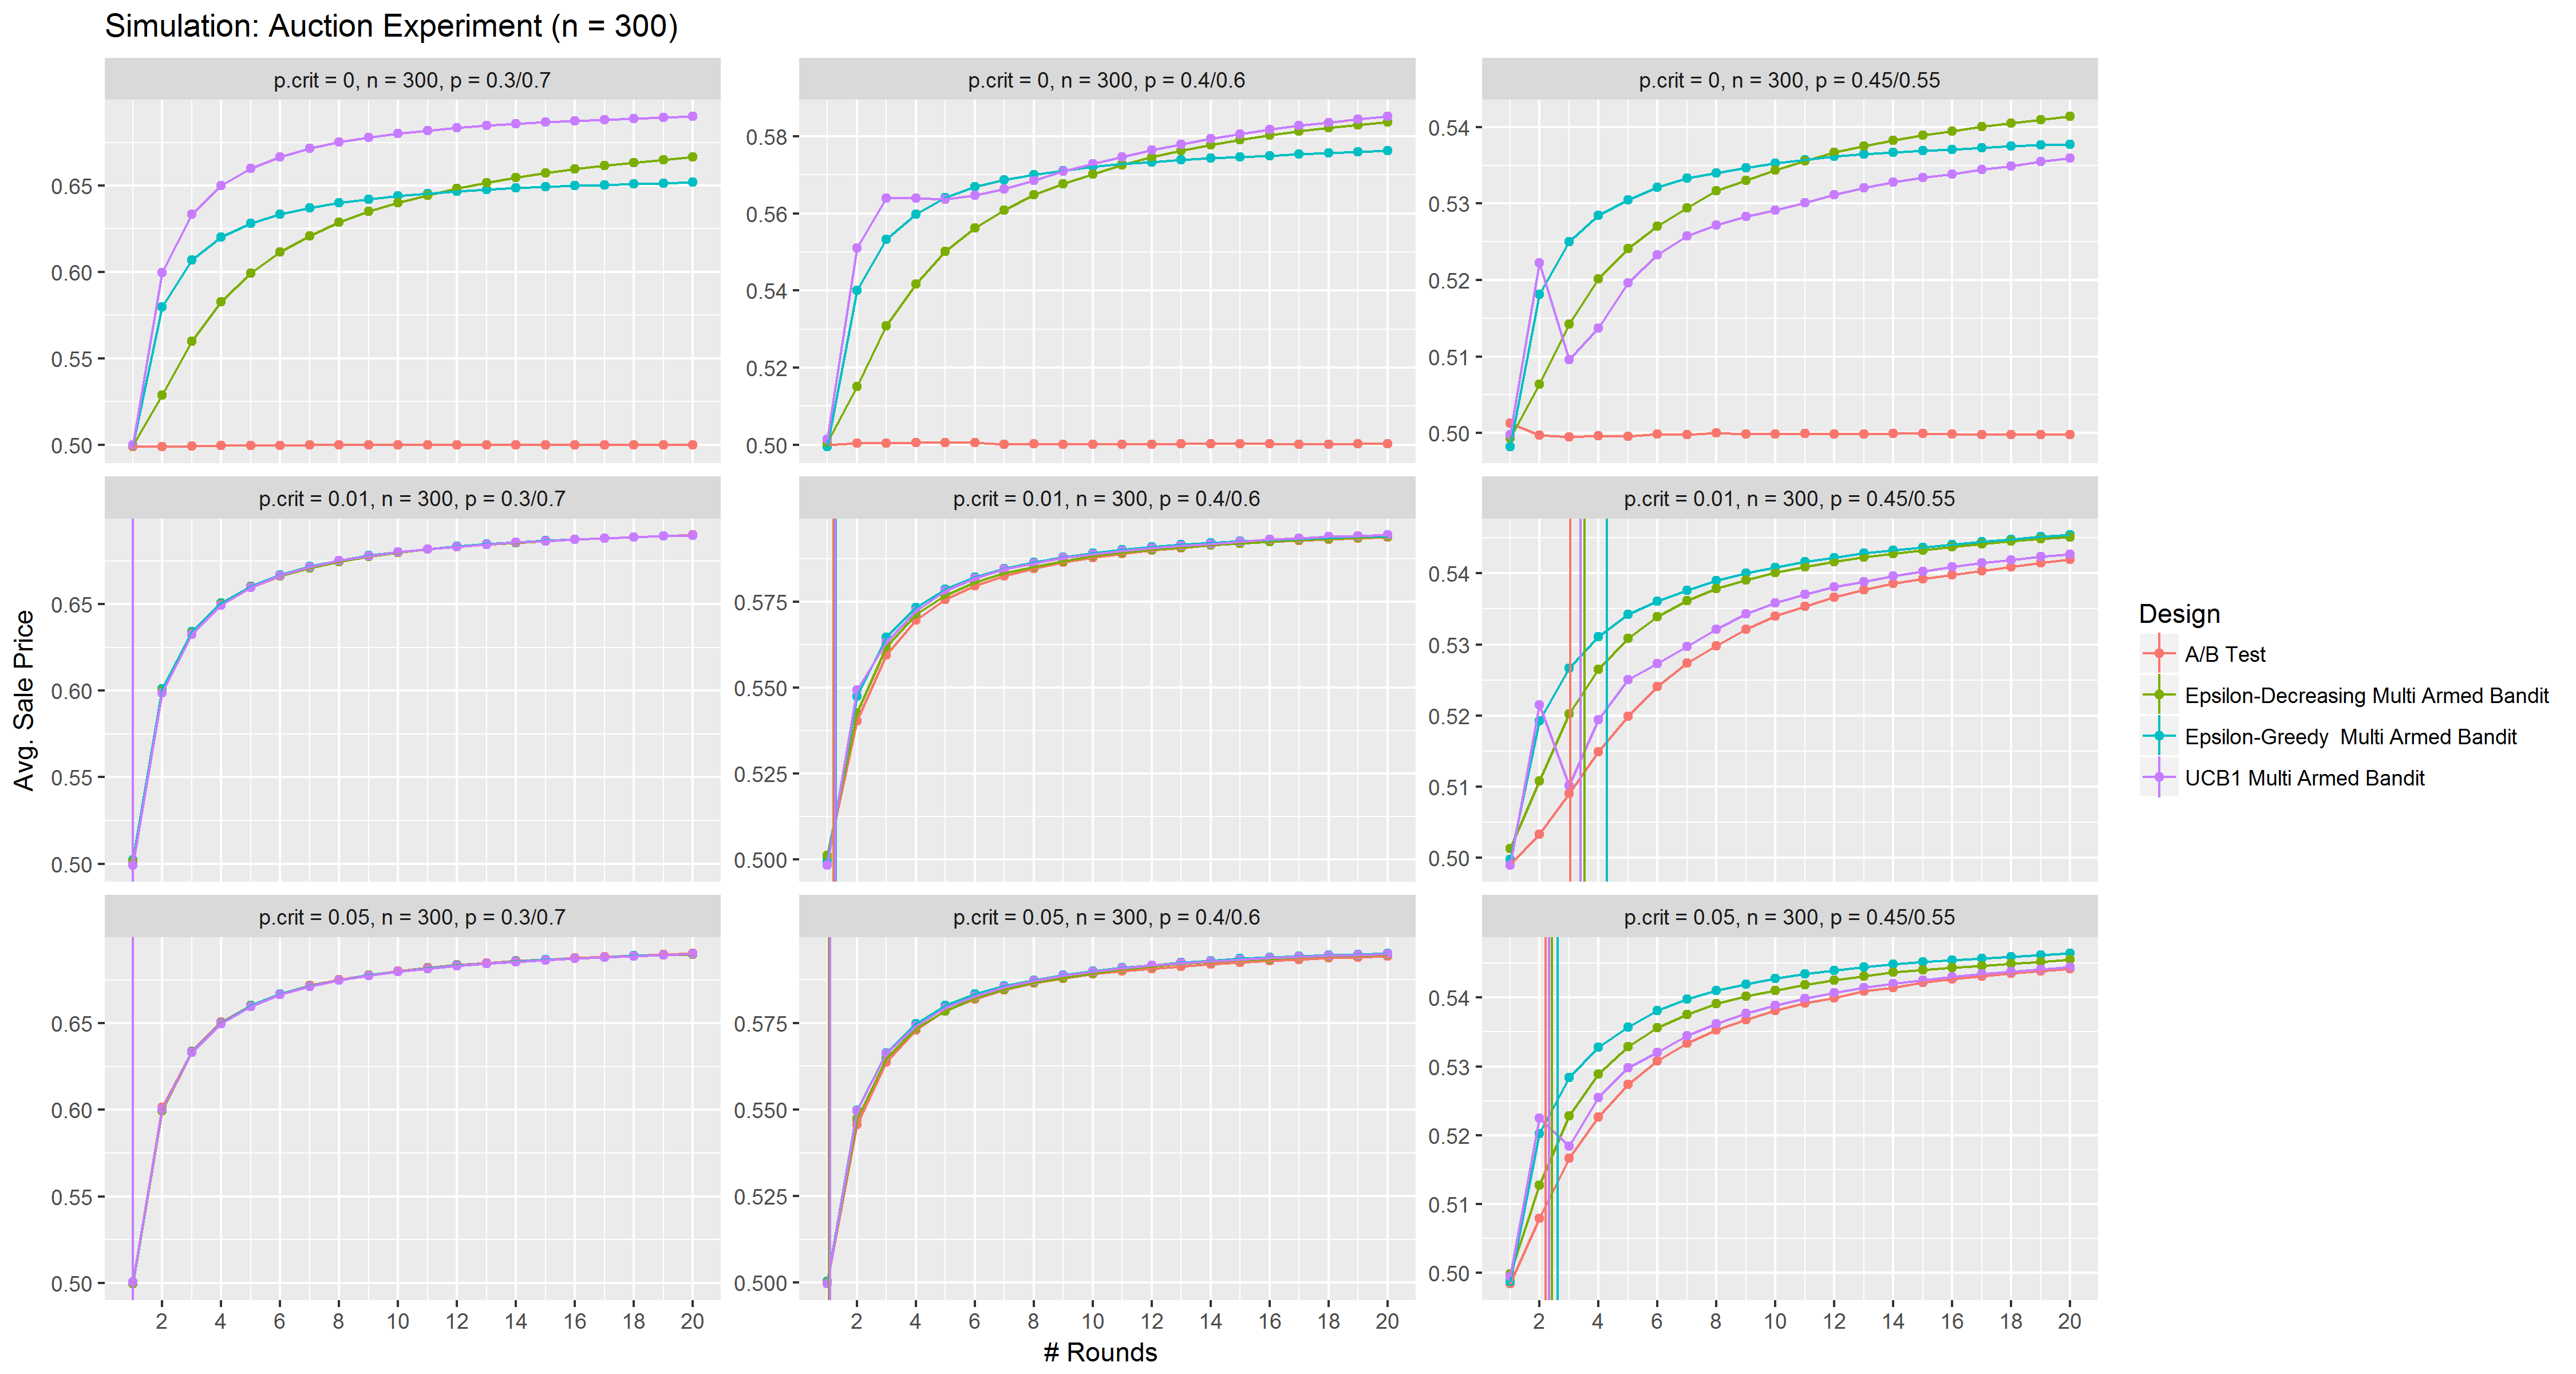 Simulation: Auction Experiment (n = 300)
p.crit = 0, n = 300, p = 0.3/0.7
p.crit = 0, n = 300, p = 0.4/0.6
p.crit = 0, n = 300, p = 0.45/0.55
0.65
0.60
0.55
0.50
0.58
0.56
0.54
0.52
0.50
0.54
0.53
0.52
0.51
0.50
p.crit = 0.01, n = 300, p = 0.3/0.7
p.crit = 0.01, n = 300, p = 0.4/0.6
p.crit = 0.01, n = 300, p = 0.45/0.55
0.65
0.60
0.55
0.50
0.575
0.550
0.525
0.500
0.54
0.53
0.52
0.51
0.50
p.crit = 0.05, n = 300, p = 0.3/0.7
p.crit = 0.05, n = 300, p = 0.4/0.6
p.crit = 0.05, n = 300, p = 0.45/0.55
0.65
0.60
0.55
0.50
0.575
0.550
0.525
0.500
0.54
0.53
0.52
0.51
0.50
2 4 6 8 10 12 14 16 18 20
2 4 6 8 10 12 14 16 18 20
2 4 6 8 10 12 14 16 18 20
Avg. Sale Price
# Rounds
Design
A/B Test
Epsilon-Decreasing Multi Armed Bandit
Epsilon-Greedy  Multi Armed Bandit
UCB1 Multi Armed Bandit